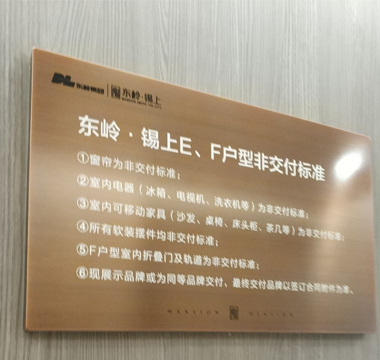 东岭集团 东岭·锡上
东岭·锡上E、F户型非交付标准
①窗帘为非交付标准；
②室内电器（冰箱、电视机、洗衣机等）为非交付标准；
③室内可移动家具（沙发、桌椅、床头柜、茶几等）为非交付标准；
④所有软装摆件均非交付标准；
⑤F户型室内折叠门及轨道为非交付标准；
⑥现展示品牌或为同等品牌交付，最终交付品牌以签订合同附件为准。
MANSION MANSION